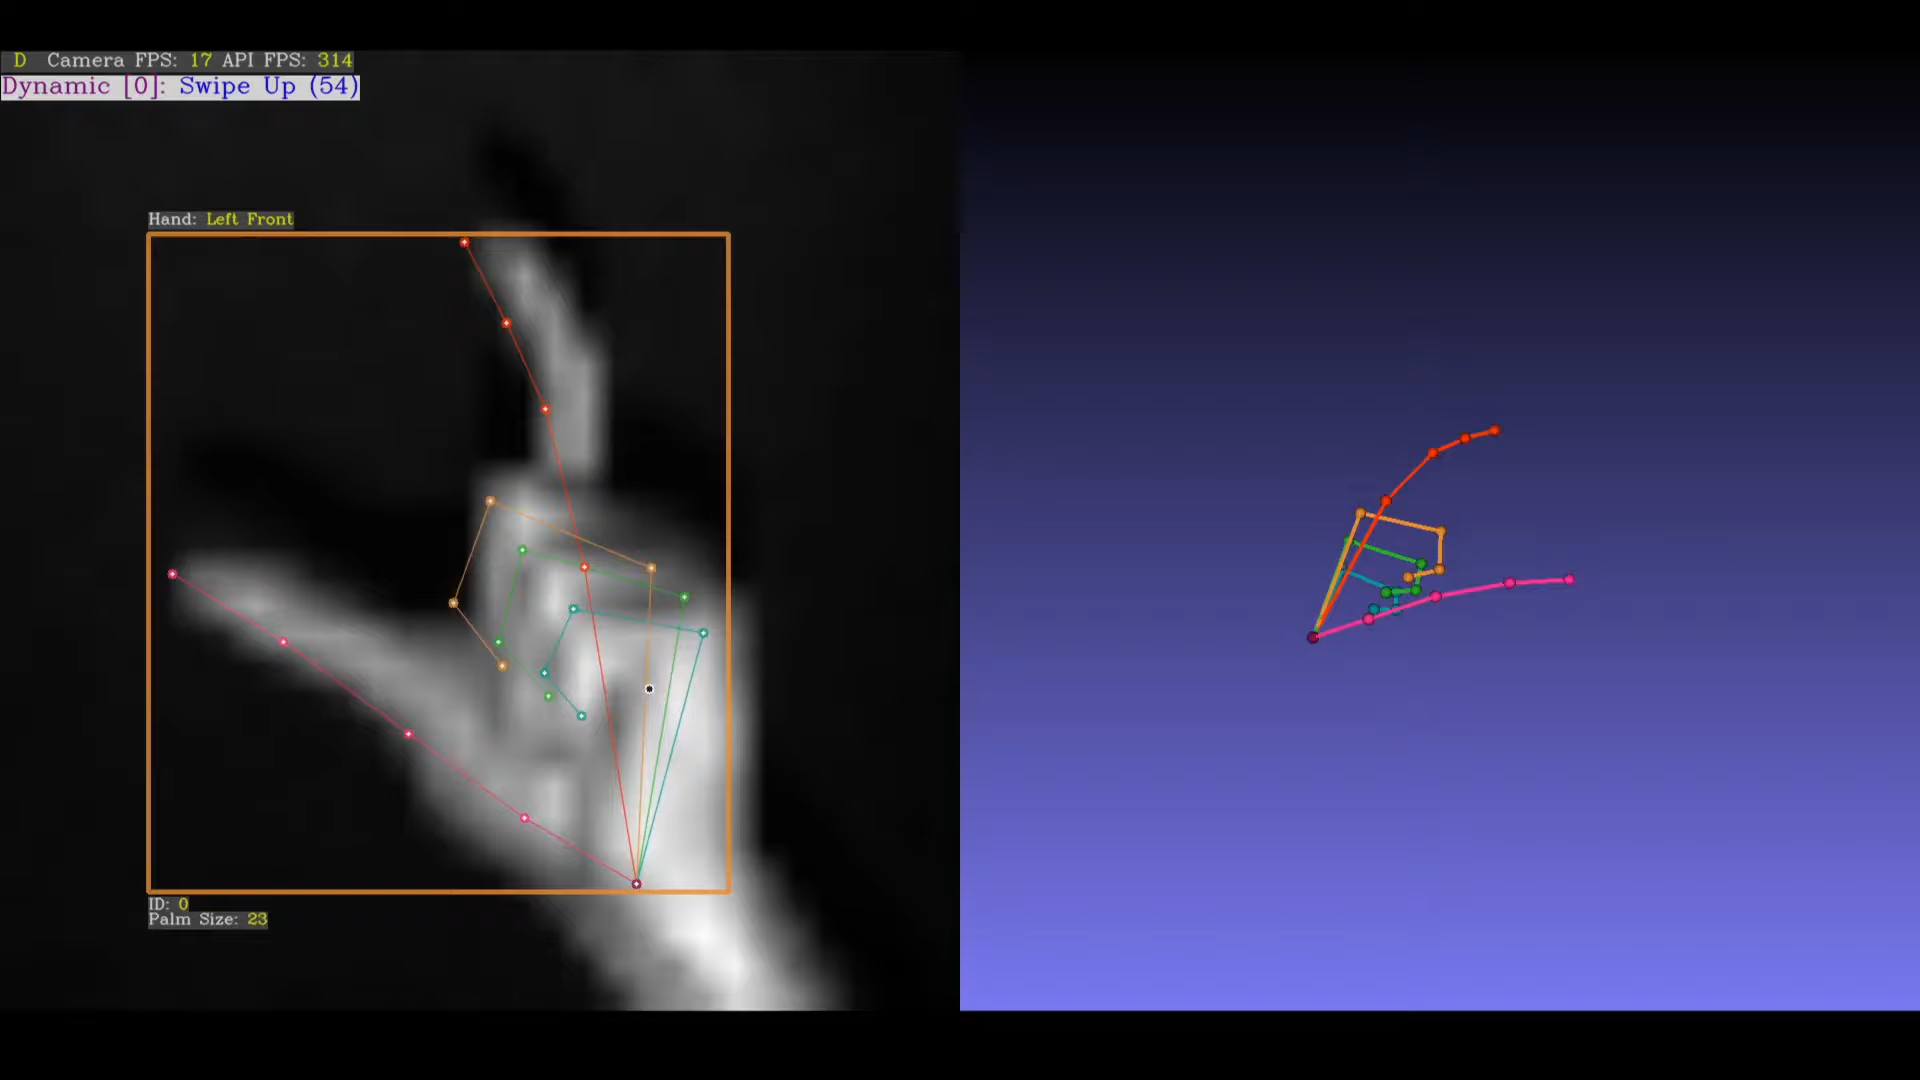 D Camera FPS: 17 API FPS: 314
Dynamic [0]: Swipe Up (54)
Hand: Left Front
ID: 0
Palm Size: 23